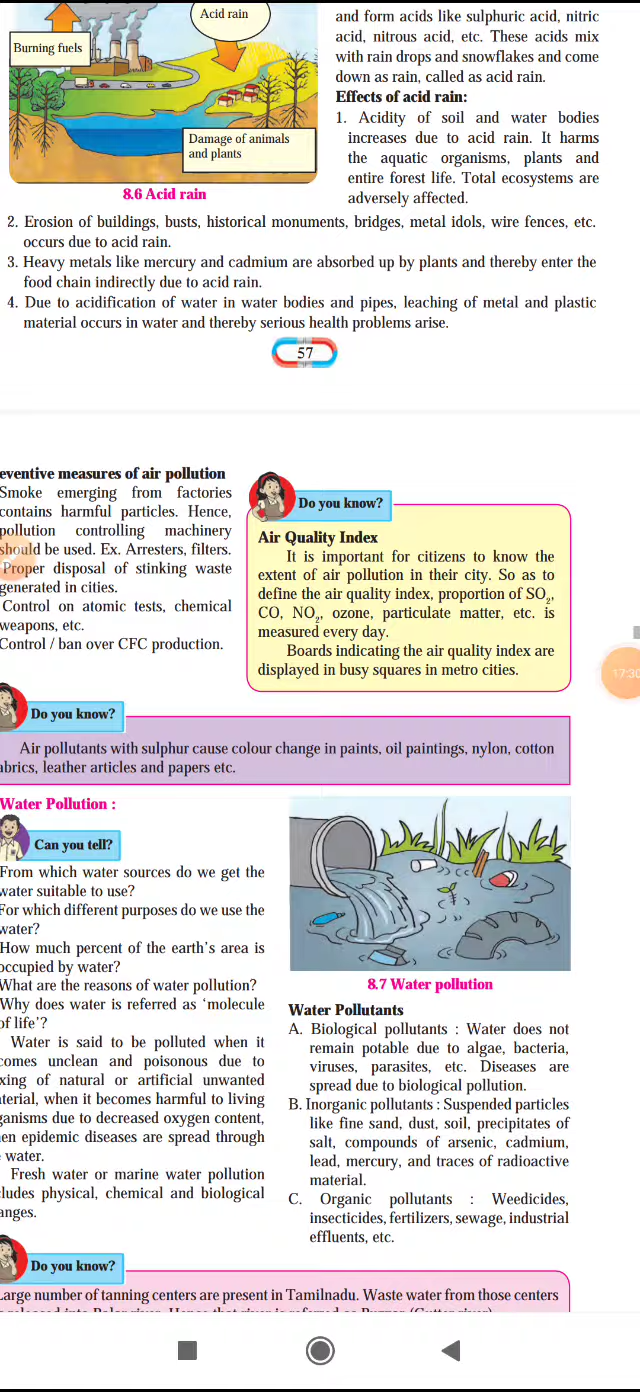 Acid rain
Burning fuels
Damage of animals
and plants
8.6 Acid rain
and form acids like sulphuric acid, nitric
acid, nitrous acid, etc. These acids mix
with rain drops and snowflakes and come
down as rain, called as acid rain.
Effects of acid rain:
1. Acidity of soil and water bodies
increases due to acid rain. It harms
the aquatic organisms, plants and
entire forest life. Total ecosystems are
adversely affected.
2. Erosion of buildings, busts, historical monuments, bridges, metal idols, wire fences, etc.
occurs due to acid rain.
3. Heavy metals like mercury and cadmium are absorbed up by plants and thereby enter the
food chain indirectly due to acid rain.
4. Due to acidification of water in water bodies and pipes, leaching of metal and plastic
material occurs in water and thereby serious health problems arise.
57
eventive measures of air pollution
Smoke emerging from factories
contains harmful particles. Hence,
pollution controlling machinery
should be used. Ex. Arresters, filters.
Proper disposal of stinking waste
generated in cities.
Control on atomic tests, chemical
weapons, etc.
Control / ban over CFC production.
Do you know?
Air Quality Index
It is important for citizens to know the
extent of air pollution in their city. So as to
define the air quality index, proportion of SO₂,
CO, NO₂, ozone, particulate matter, etc. is
measured every day.
Boards indicating the air quality index are
displayed in busy squares in metro cities.
17:30
Do you know?
Air pollutants with sulphur cause colour change in paints, oil paintings, nylon, cotton
abrics, leather articles and papers etc.
Water Pollution :
Can you tell?
From which water sources do we get the
water suitable to use?
For which different purposes do we use the
water?
How much percent of the earth's area is
occupied by water?
What are the reasons of water pollution?
Why does water is referred as 'molecule
of life'?
Water is said to be polluted when it
comes unclean and poisonous due to
xing of natural or artificial unwanted
terial, when it becomes harmful to living
ganisms due to decreased oxygen content,
en epidemic diseases are spread through
water.
Fresh water or marine water pollution
cludes physical, chemical and biological
anges.
8.7 Water pollution
Water Pollutants
A. Biological pollutants : Water does not
remain potable due to algae, bacteria,
viruses, parasites, etc. Diseases are
spread due to biological pollution.
B. Inorganic pollutants : Suspended particles
like fine sand, dust, soil, precipitates of
salt, compounds of arsenic, cadmium,
lead, mercury, and traces of radioactive
material.
C. Organic pollutants : Weedicides,
insecticides, fertilizers, sewage, industrial
effluents, etc.
Do you know?
Large number of tanning centers are present in Tamilnadu. Waste water from those centers